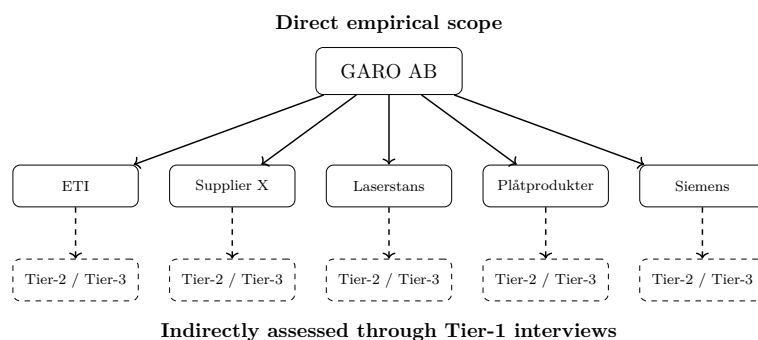 Direct empirical scope
GARO AB
ETI
Supplier X
Laserstans
Plåtprodukter
Siemens
Tier-2 / Tier-3
Tier-2 / Tier-3
Tier-2 / Tier-3
Tier-2 / Tier-3
Tier-2 / Tier-3
Indirectly assessed through Tier-1 interviews